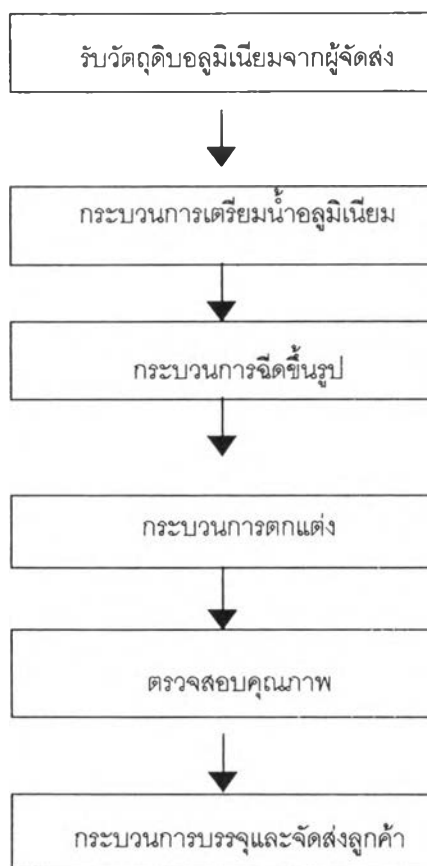 รับวัตถุดิบอลูมิเนียมจากผู้จัดส่ง
กระบวนการเตรียมน้ำอลูมิเนียม
กระบวนการฉีดขึ้นรูป
กระบวนการตกแต่ง
ตรวจสอบคุณภาพ
กระบวนการบรรจุและจัดส่งลูกค้า